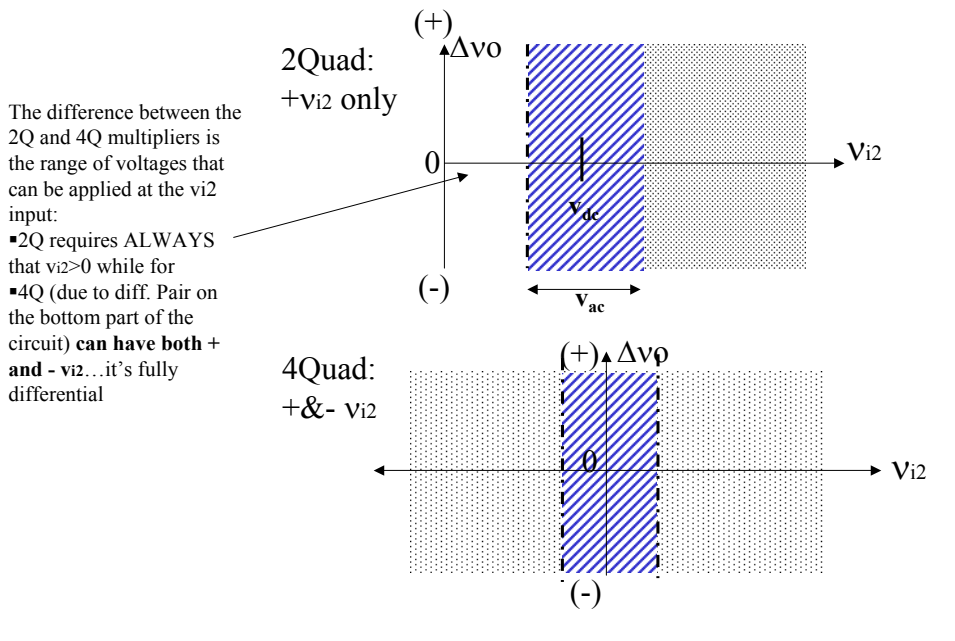 The difference between the
2Q and 4Q multipliers is
the range of voltages that
can be applied at the vi2
input:
▪2Q requires ALWAYS
that vi2>0 while for
▪4Q (due to diff. Pair on
the bottom part of the
circuit) can have both +
and - vi2…it's fully
differential
2Quad:
+vi2 only
(+)
Δvo
0
vi2
vdc
(-)
vac
4Quad:
+&- vi2
(+)
Δvo
0
vi2
(-)